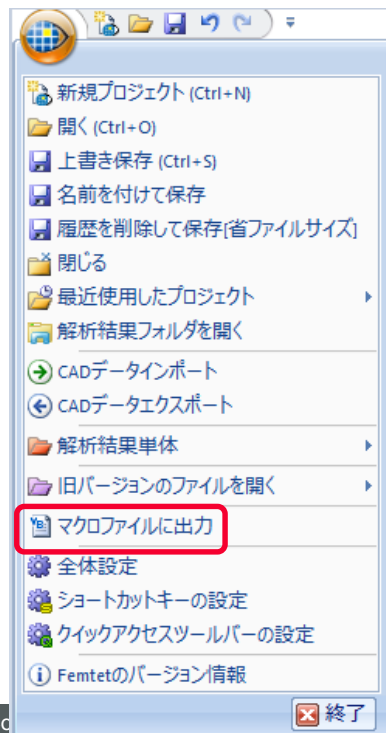 新規プロジェクト (Ctrl+N)
開く (Ctrl+O)
上書き保存 (Ctrl+S)
名前を付けて保存
履歴を削除して保存[省ファイルサイズ]
閉じる
最近使用したプロジェクト
解析結果フォルダを開く
CADデータインポート
CADデータエクスポート
解析結果単体
旧バージョンのファイルを開く
マクロファイルに出力
全体設定
ショートカットキーの設定
クイックアクセスツールバーの設定
Femtetのバージョン情報
終了